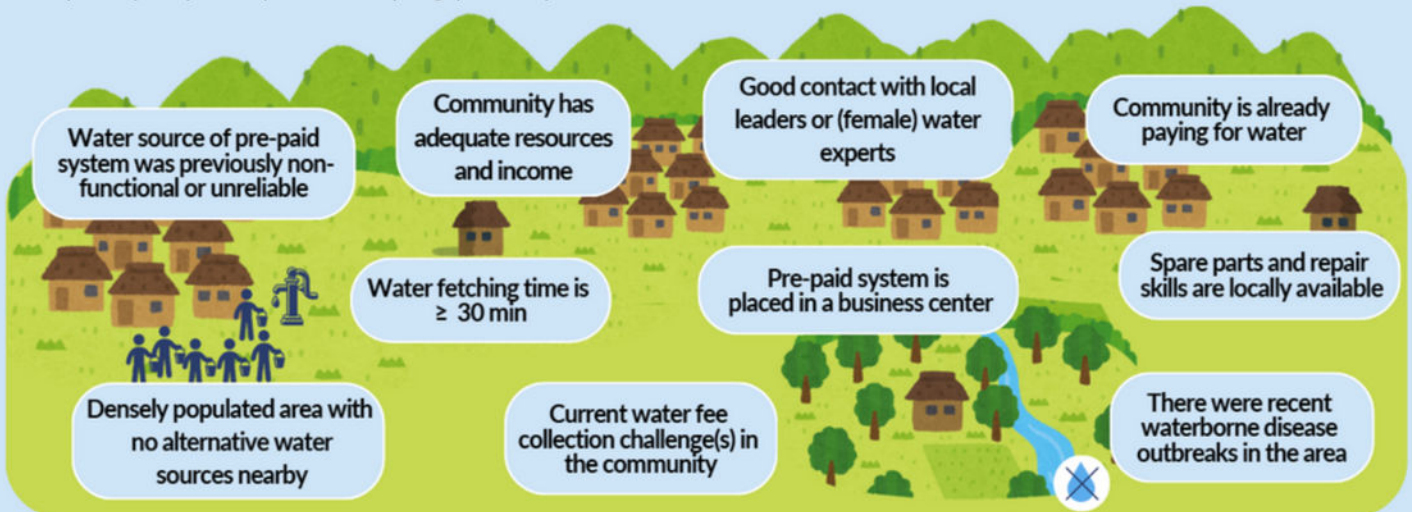 Water source of pre-paid
system was previously non-
functional or unreliable
Community has
adequate resources
and income
Good contact with local
leaders or (female) water
experts
Community is already
paying for water
Water fetching time is
≥ 30 min
Pre-paid system is
placed in a business center
Spare parts and repair
skills are locally available
Densely populated area with
no alternative water
sources nearby
Current water fee
collection challenge(s) in
the community
There were recent
waterborne disease
outbreaks in the area